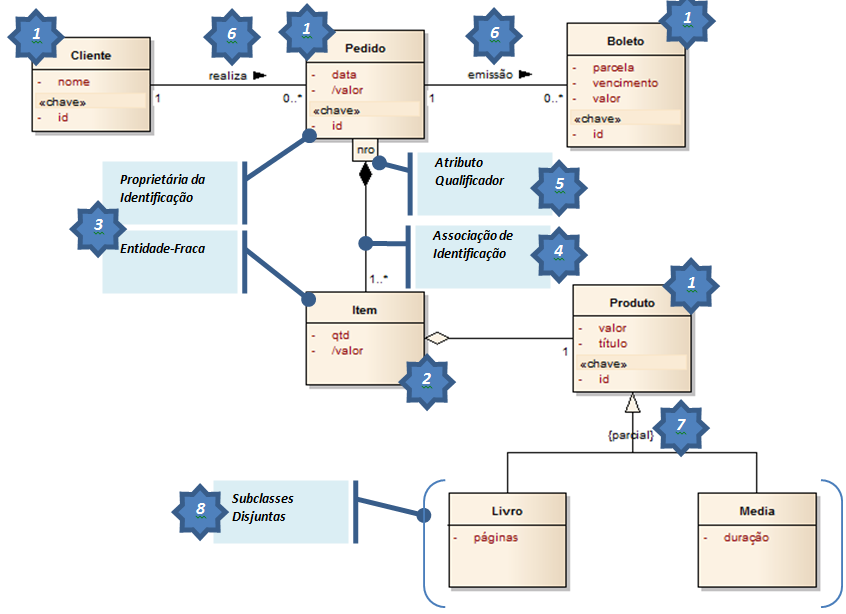 1
Cliente
- nome
«chave»
- id
6
realiza
1
0..*
1
Pedido
- data
- /valor
«chave»
- id
nro
6
emissão
1
0..*
1
Boleto
- parcela
- vencimento
- valor
«chave»
- id
Proprietária da
Identificação
3
Entidade-Fraca
Atributo
Qualificador
5
Associação de
Identificação
4
1..*
Item
- qtd
- /valor
2
1
1
Produto
- valor
- título
«chave»
- id
{parcial}
7
8
Subclasses
Disjuntas
Livro
- páginas
Media
- duração